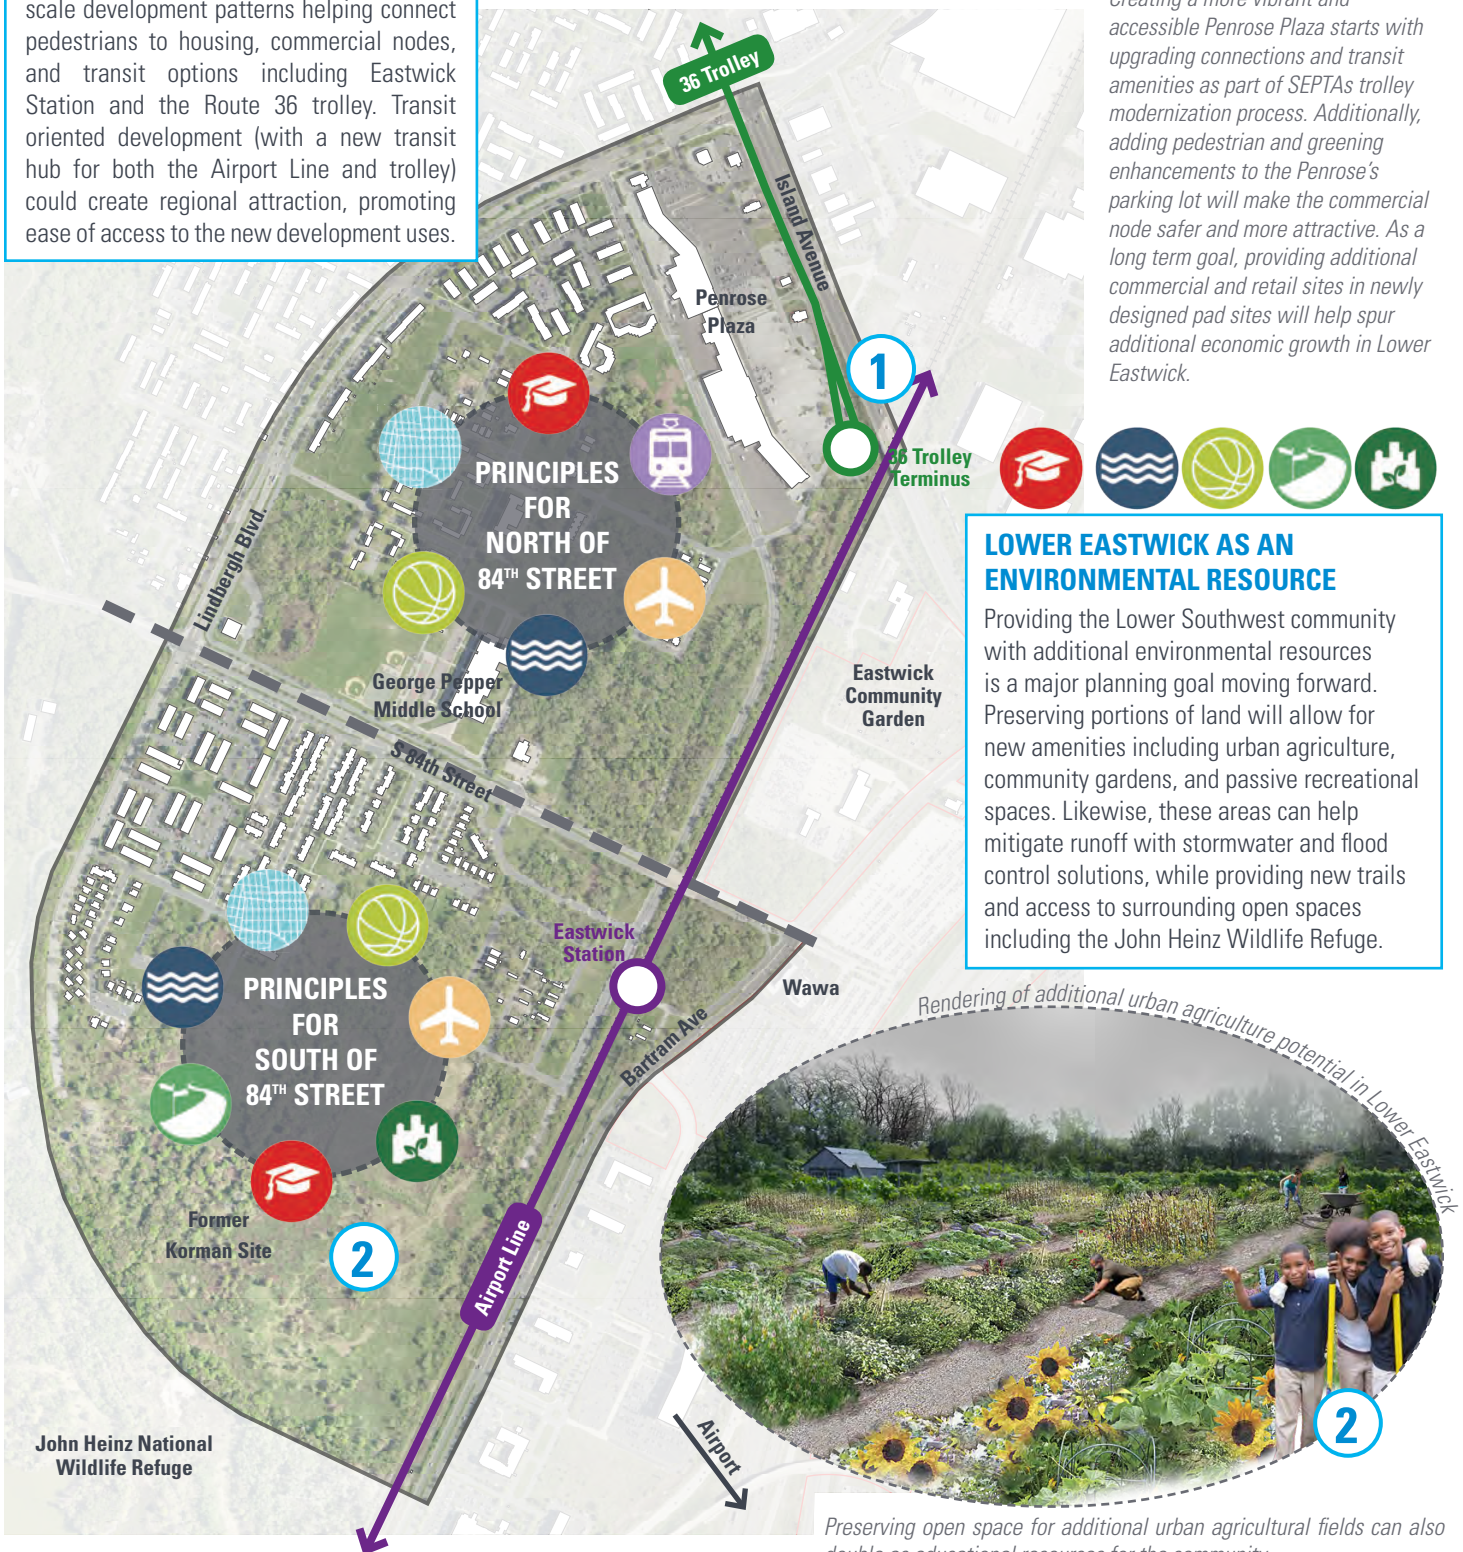 scale development patterns helping connect
pedestrians to housing, commercial nodes,
and transit options including Eastwick
Station and the Route 36 trolley. Transit
oriented development (with a new transit
hub for both the Airport Line and trolley)
could create regional attraction, promoting
ease of access to the new development uses.
Creating a more vibrant and
accessible Penrose Plaza starts with
upgrading connections and transit
amenities as part of SEPTAs trolley
modernization process. Additionally,
adding pedestrian and greening
enhancements to the Penrose's
parking lot will make the commercial
node safer and more attractive. As a
long term goal, providing additional
commercial and retail sites in newly
designed pad sites will help spur
additional economic growth in Lower
Eastwick.
36 Trolley
Island Avenue
Penrose
Plaza
1
36 Trolley
Terminus
PRINCIPLES
FOR
NORTH OF
84TH STREET
Lindbergh Blvd.
George Pepper
Middle School
S 84th Street
Eastwick
Community
Garden
LOWER EASTWICK AS AN
ENVIRONMENTAL RESOURCE
Providing the Lower Southwest community
with additional environmental resources
is a major planning goal moving forward.
Preserving portions of land will allow for
new amenities including urban agriculture,
community gardens, and passive recreational
spaces. Likewise, these areas can help
mitigate runoff with stormwater and flood
control solutions, while providing new trails
and access to surrounding open spaces
including the John Heinz Wildlife Refuge.
Eastwick
Station
Wawa
Bartram Ave
PRINCIPLES
FOR
SOUTH OF
84TH STREET
Former
Korman Site
2
Airport Line
John Heinz National
Wildlife Refuge
Airport
Rendering of additional urban agriculture potential in Lower Eastwick
2
Preserving open space for additional urban agricultural fields can also
double as educational resources for the community.